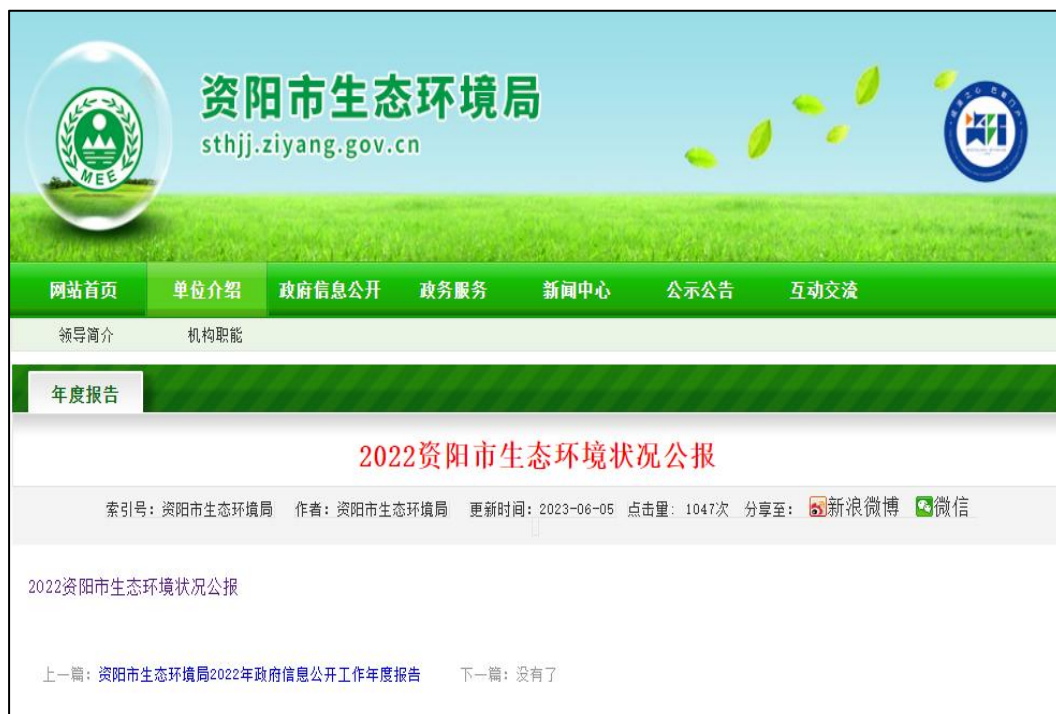 资阳市生态环境局
sthjj.ziyang.gov.cn
MEE
网站首页 单位介绍 政府信息公开 政务服务 新闻中心 公示公告 互动交流
领导简介 机构职能
年度报告
2022资阳市生态环境状况公报
索引号：资阳市生态环境局 作者：资阳市生态环境局 更新时间：2023-06-05 点击量： 1047次 分享至： 新浪微博 微信
2022资阳市生态环境状况公报
上一篇：资阳市生态环境局2022年政府信息公开工作年度报告 下一篇：没有了